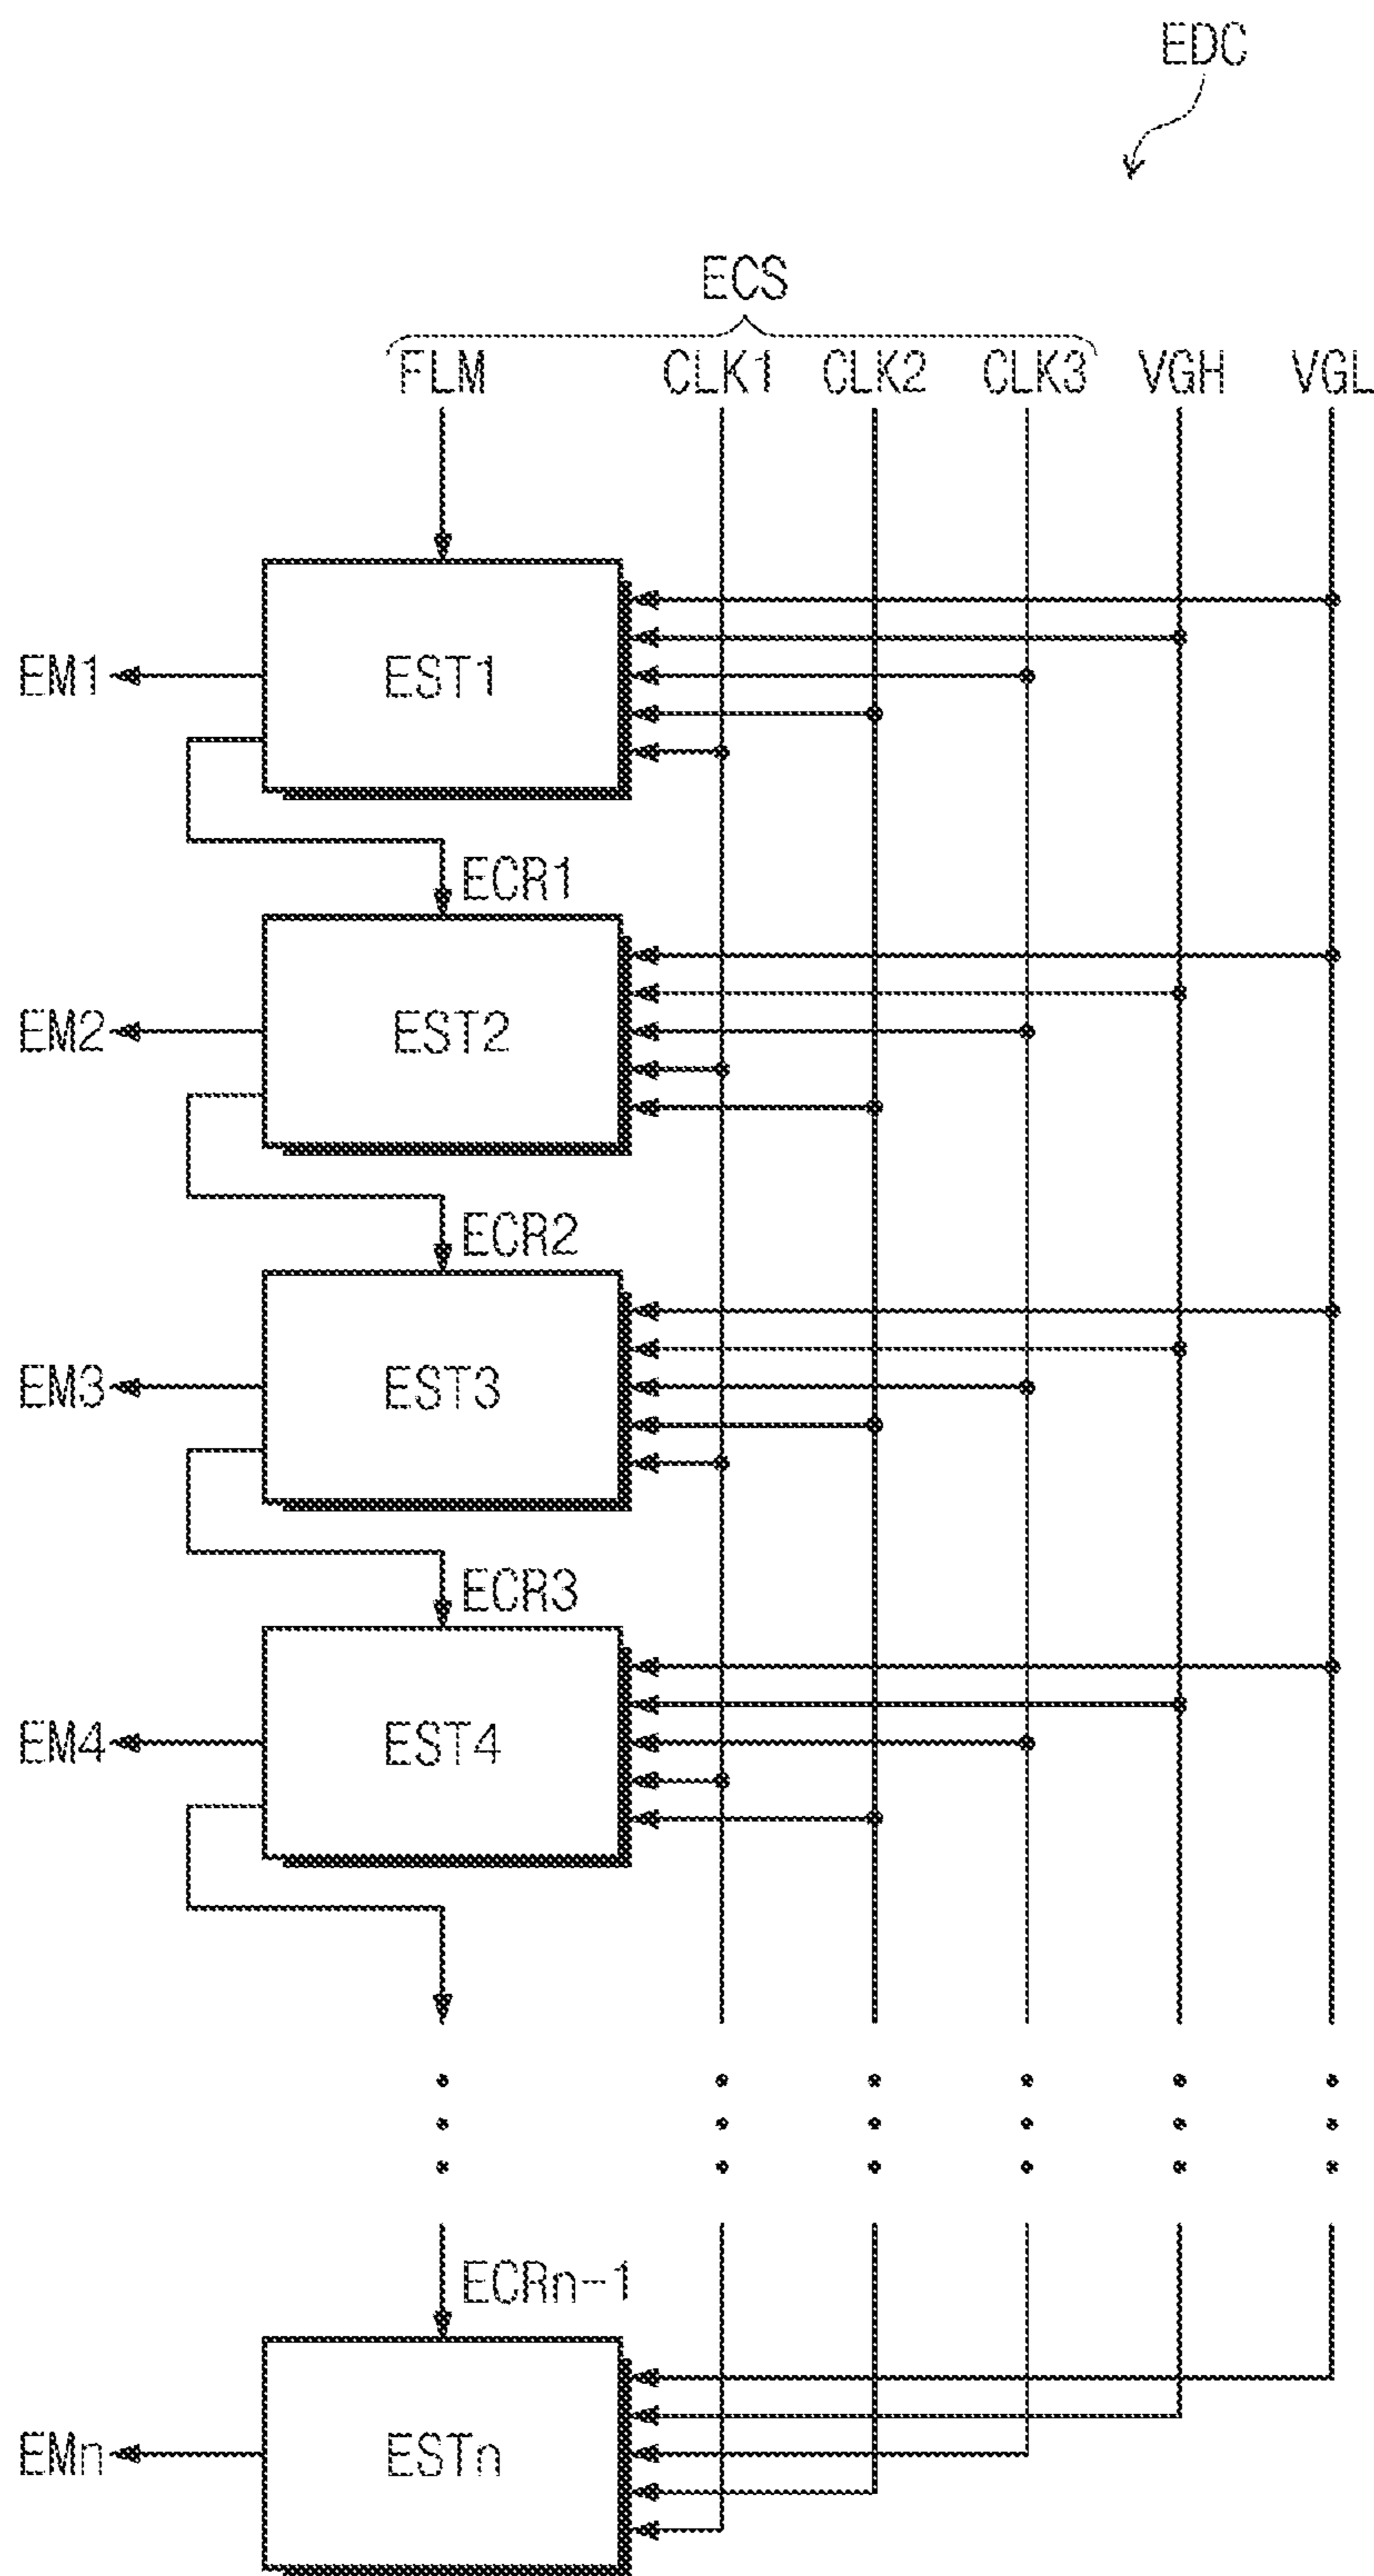 EDC
ECS
FLM CLK1 CLK2 CLK3 VGH VGL
EM1 EST1
ECR1
EM2 EST2
ECR2
EM3 EST3
ECR3
EM4 EST4
ECRn-1
EMn ESTn